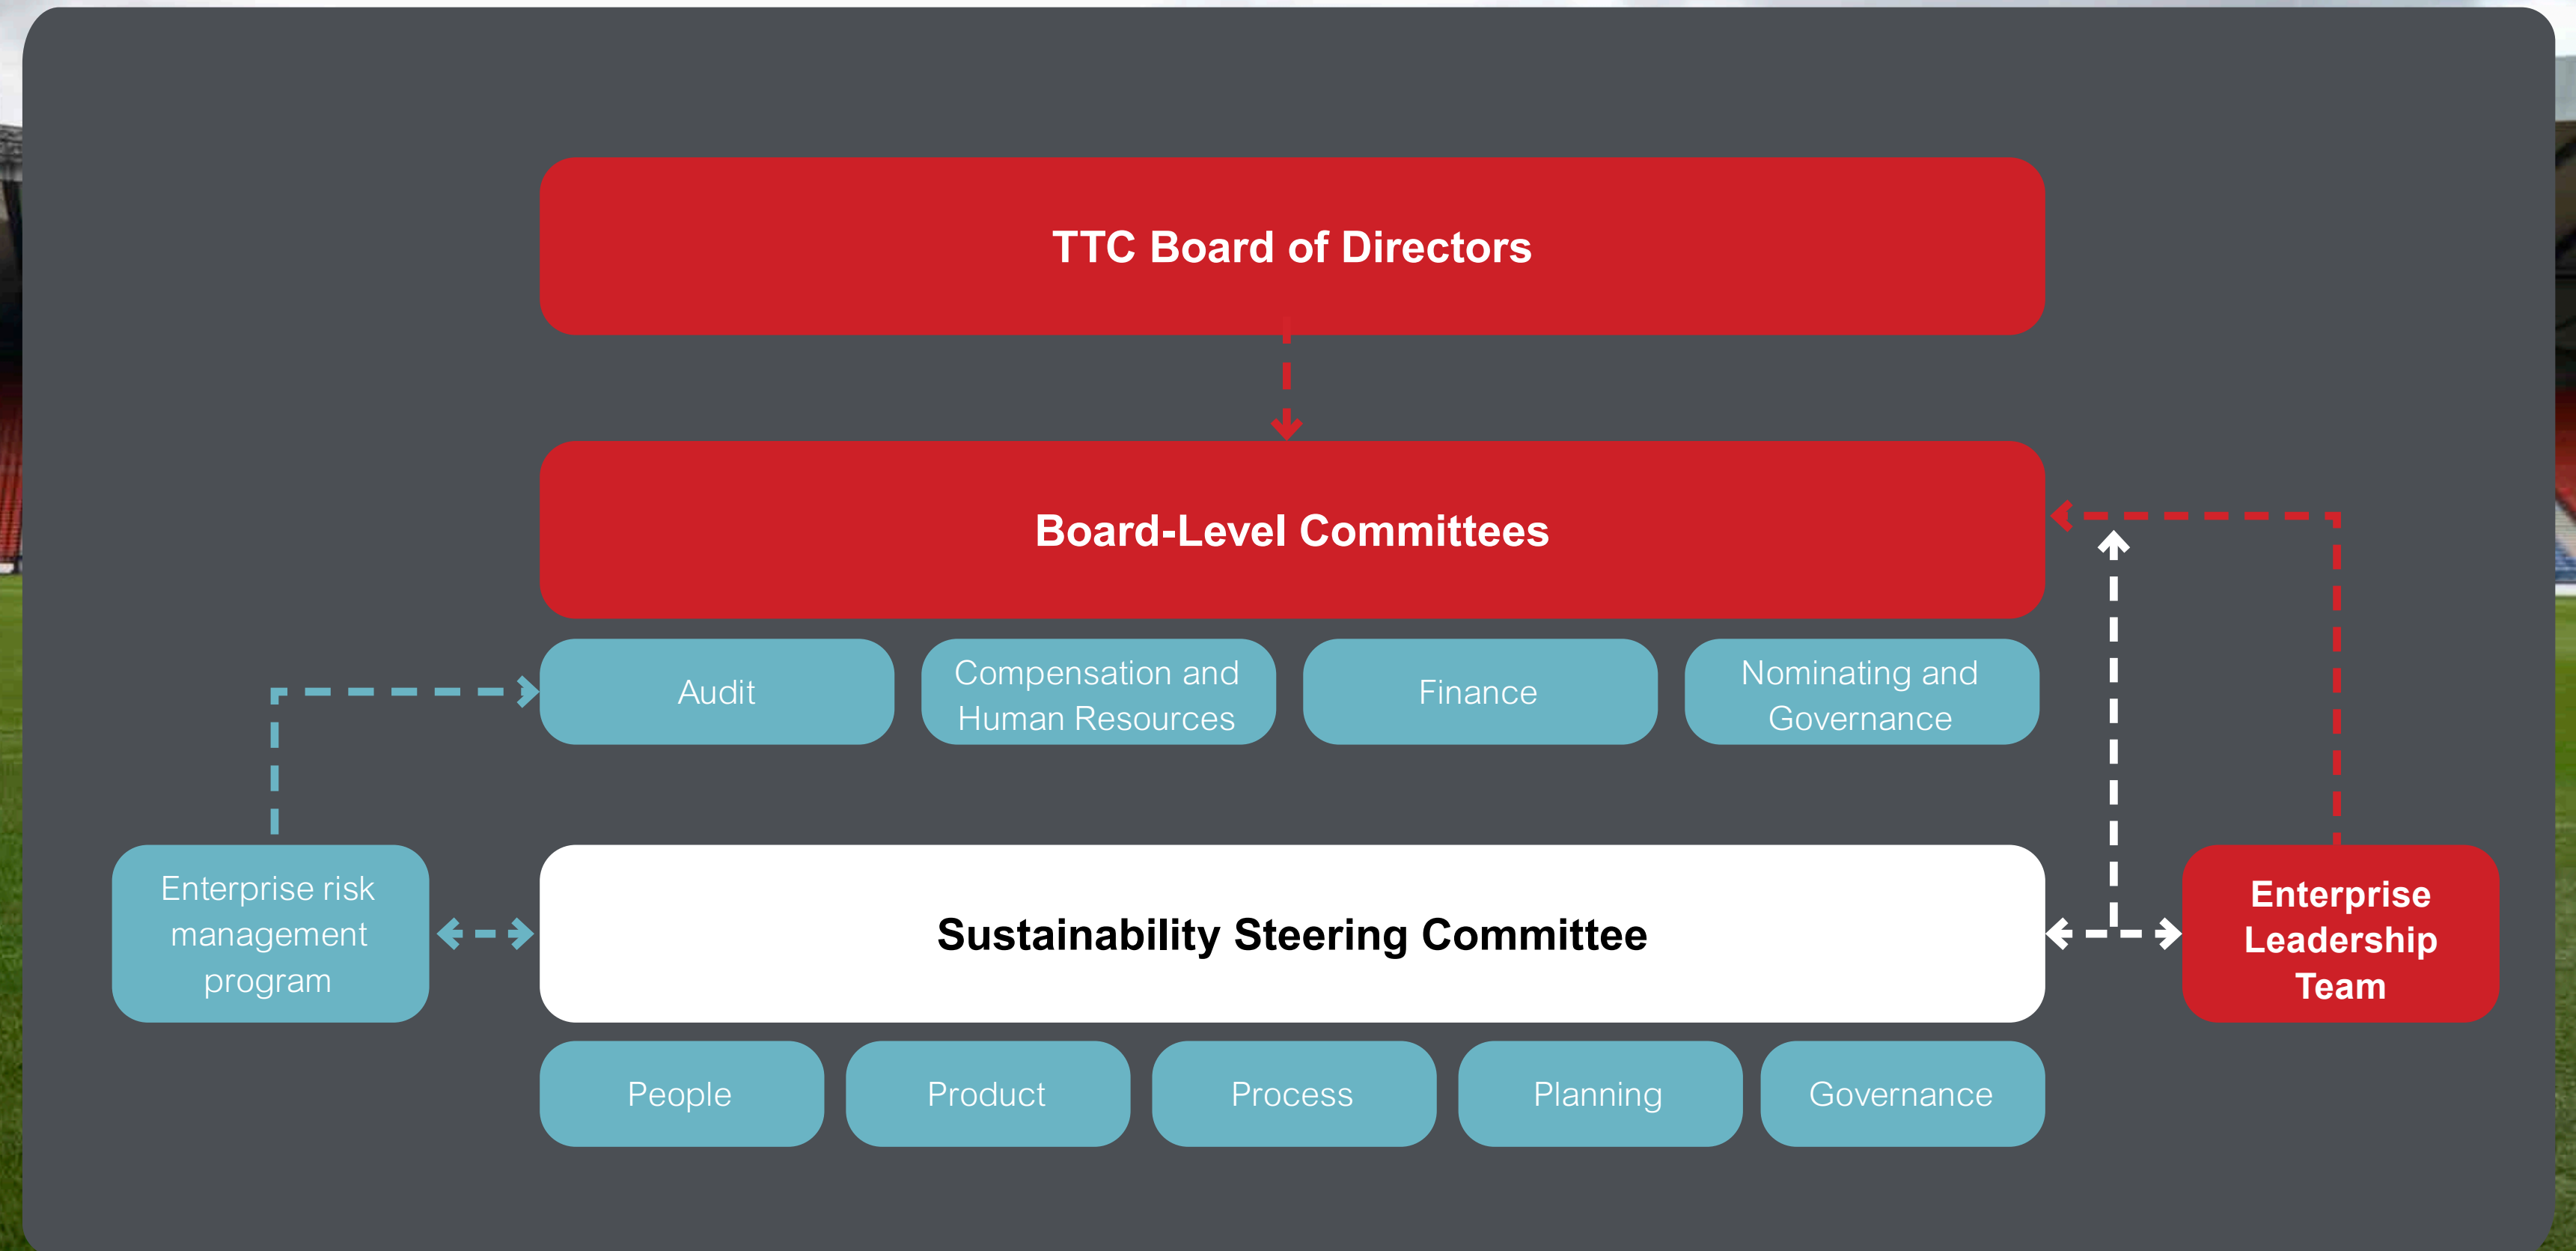 TTC Board of Directors
Board-Level Committees
Audit
Compensation and
Human Resources
Finance
Nominating and
Governance
Enterprise risk
management
program
Sustainability Steering Committee
Enterprise
Leadership
Team
People
Product
Process
Planning
Governance